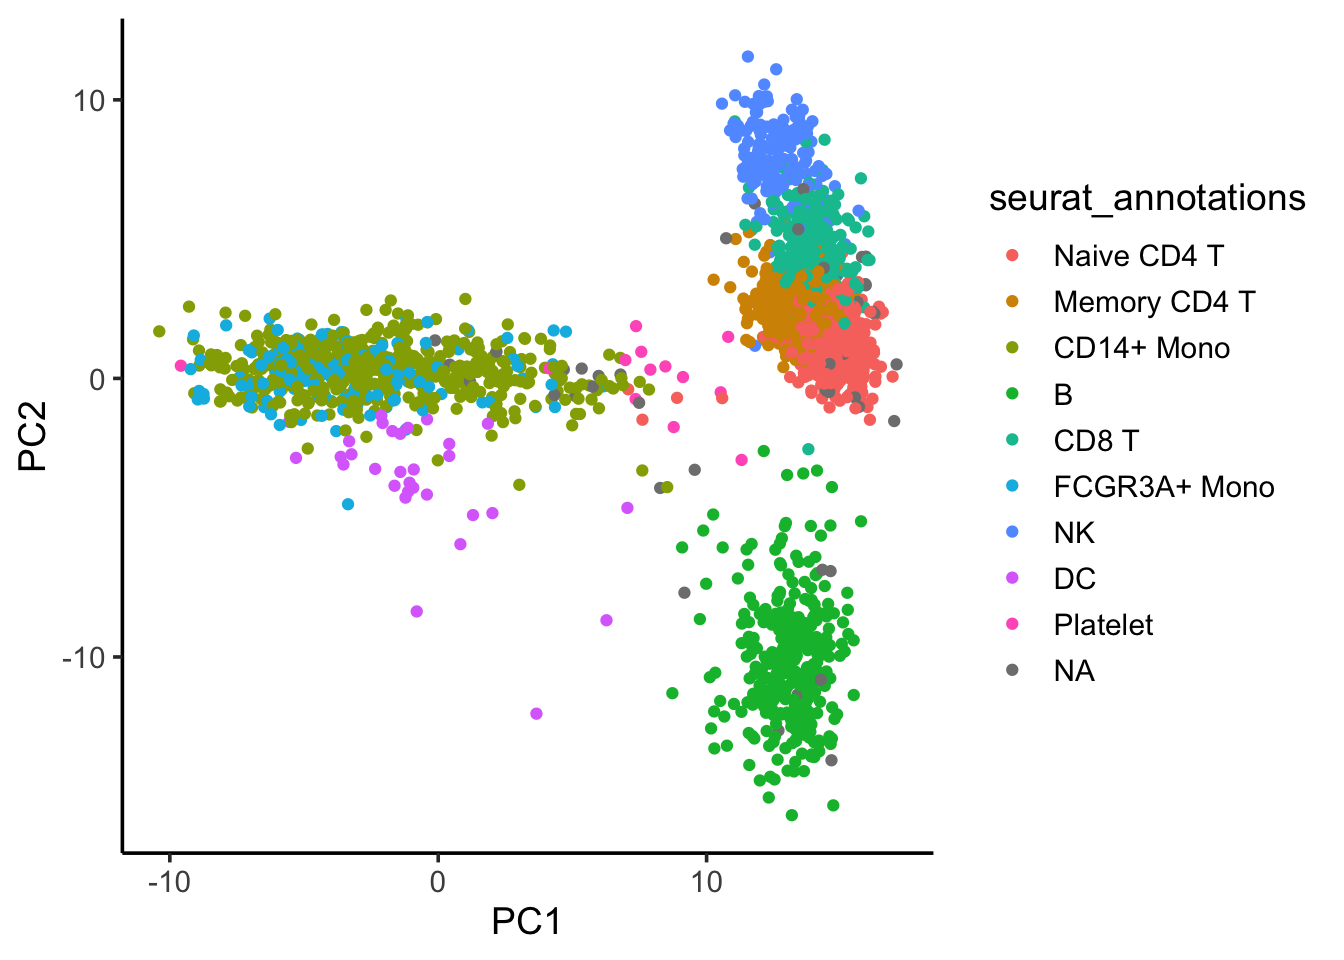 10
0
-10
PC2
-10
0
10
PC1
seurat_annotations
Naive CD4 T
Memory CD4 T
CD14+ Mono
B
CD8 T
FCGR3A+ Mono
NK
DC
Platelet
NA